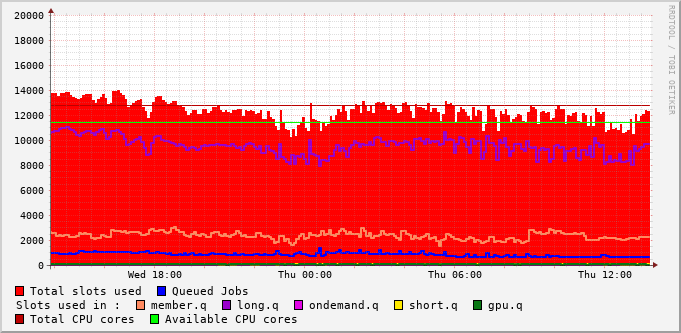 20000
18000
16000
14000
12000
10000
8000
6000
4000
2000
0
Wed 18:00 Thu 00:00 Thu 06:00 Thu 12:00
RRDTOOL / TOBI OETIKER
Total slots used Queued Jobs
Slots used in : member.q long.q ondemand.q short.q gpu.q
Total CPU cores Available CPU cores